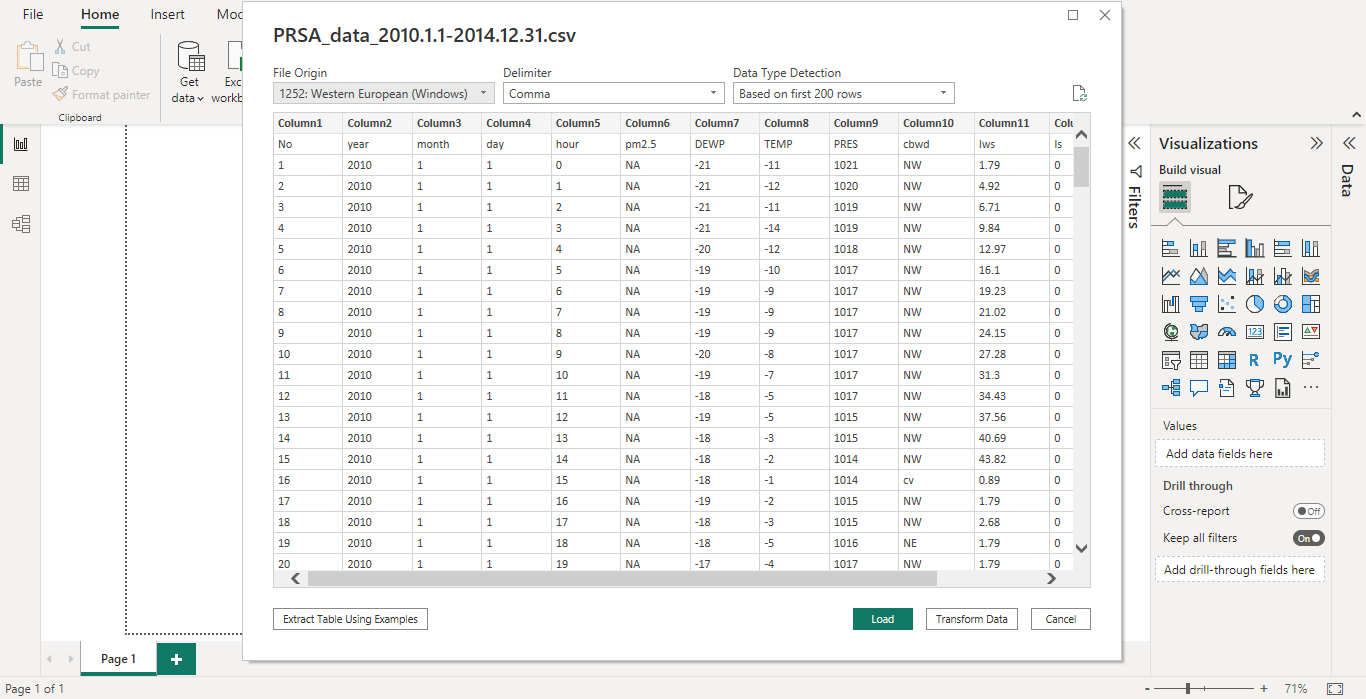 File Home Insert Mod
Paste
Cut
Copy
Format painter
Clipboard
Get
data
Exc
workb
PRSA_data_2010.1.1-2014.12.31.csv
File Origin Delimiter Data Type Detection
1252: Western European (Windows) Comma Based on first 200 rows
Column1 Column2 Column3 Column4 Column5 Column6 Column7 Column8 Column9 Column10 Column11 Colu
No year month day hour pm2.5 DEWP TEMP PRES cbwd Iws Is
1 2010 1 1 0 NA -21 -11 1021 NW 1.79 0
2 2010 1 1 1 NA -21 -12 1020 NW 4.92 0
3 2010 1 1 2 NA -21 -11 1019 NW 6.71 0
4 2010 1 1 3 NA -21 -14 1019 NW 9.84 0
5 2010 1 1 4 NA -20 -12 1018 NW 12.97 0
6 2010 1 1 5 NA -19 -10 1017 NW 16.1 0
7 2010 1 1 6 NA -19 -9 1017 NW 19.23 0
8 2010 1 1 7 NA -19 -9 1017 NW 21.02 0
9 2010 1 1 8 NA -19 -9 1017 NW 24.15 0
10 2010 1 1 9 NA -20 -8 1017 NW 27.28 0
11 2010 1 1 10 NA -19 -7 1017 NW 31.3 0
12 2010 1 1 11 NA -18 -5 1017 NW 34.43 0
13 2010 1 1 12 NA -19 -5 1015 NW 37.56 0
14 2010 1 1 13 NA -18 -3 1015 NW 40.69 0
15 2010 1 1 14 NA -18 -2 1014 NW 43.82 0
16 2010 1 1 15 NA -18 -1 1014 cv 0.89 0
17 2010 1 1 16 NA -19 -2 1015 NW 1.79 0
18 2010 1 1 17 NA -18 -3 1015 NW 2.68 0
19 2010 1 1 18 NA -18 -5 1016 NE 1.79 0
20 2010 1 1 19 NA -17 -4 1017 NW 1.79 0
Extract Table Using Examples Load Transform Data Cancel
Filters
Visualizations
Build visual
123
R Py
Values
Add data fields here
Drill through
Cross-report Off
Keep all filters On
Add drill-through fields here
Data
Page 1
Page 1 of 1
- + 71%